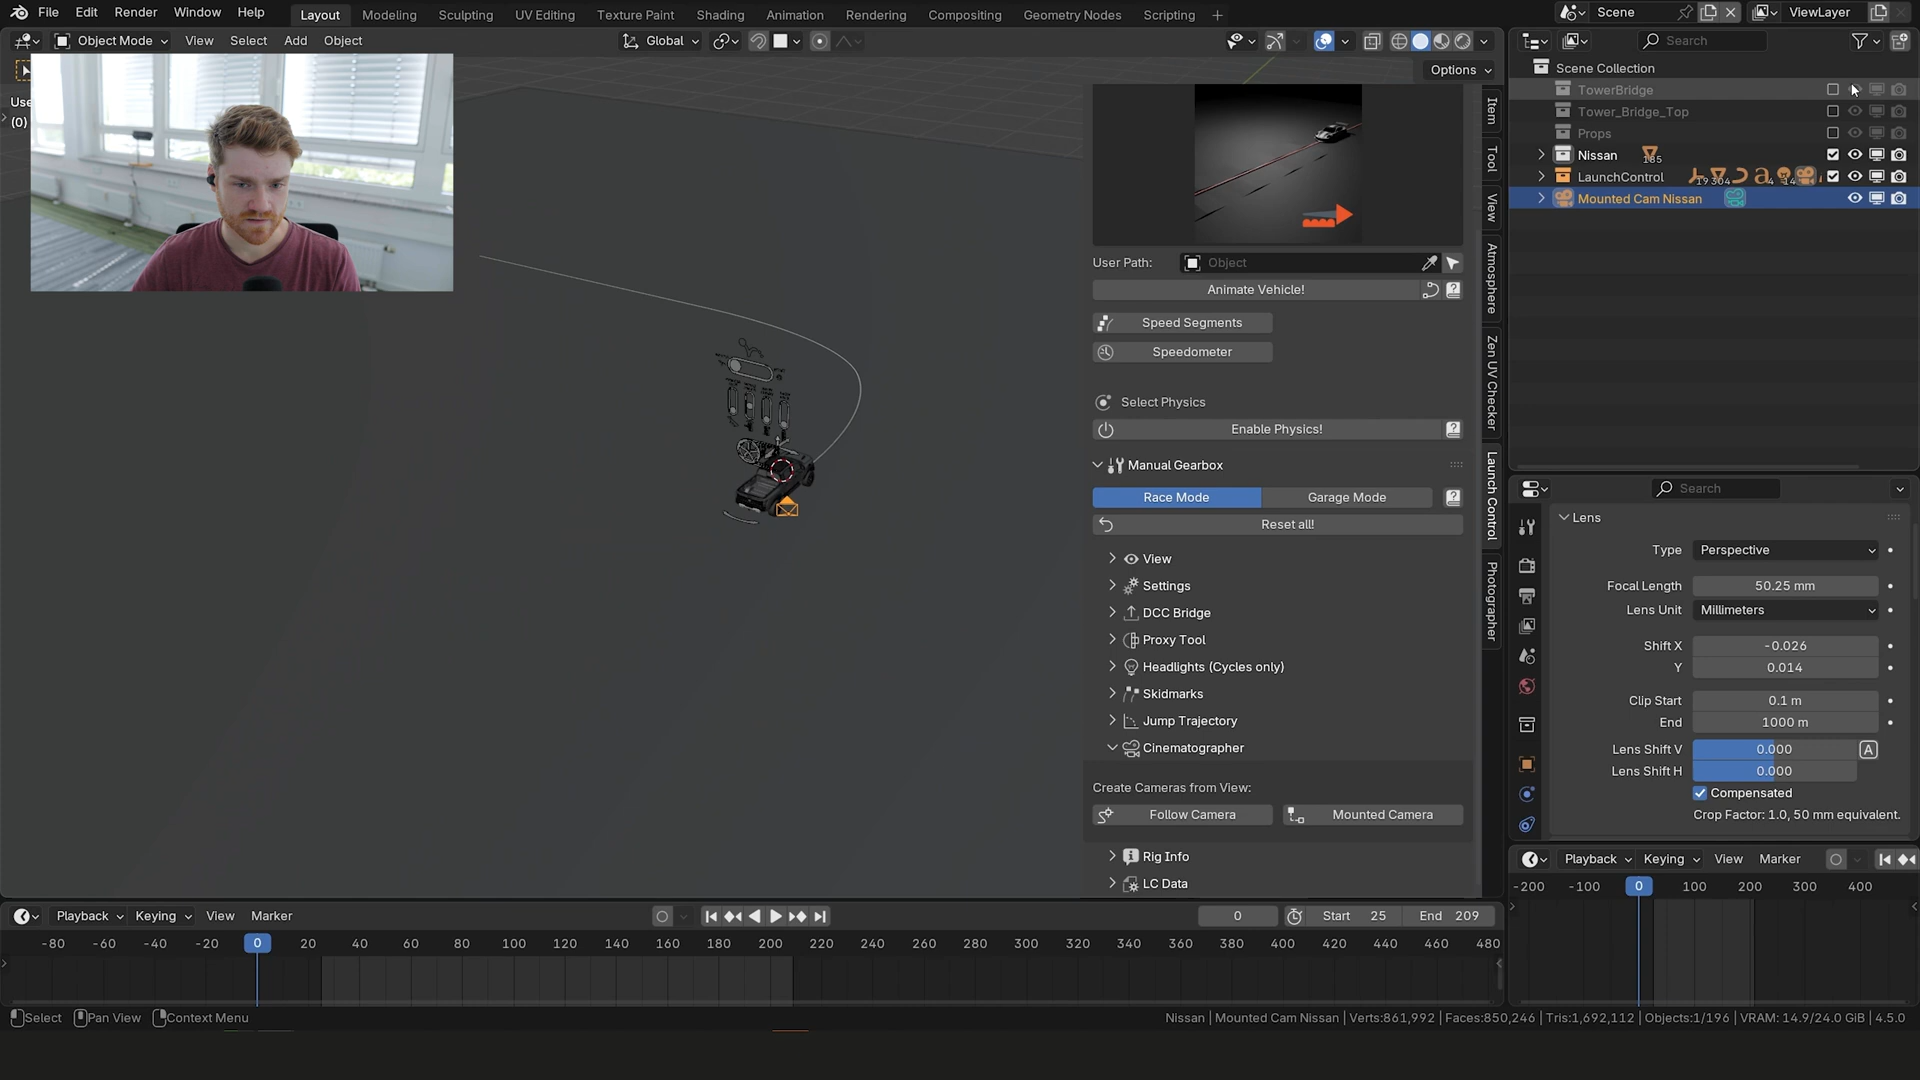 File Edit Render Window Help Layout Modeling Sculpting UV Editing Texture Paint Shading Animation Rendering Compositing Geometry Nodes Scripting + Scene ViewLayer
Object Mode View Select Add Object Global Search
Options
Use
(0)
Scene Collection
TowerBridge
Tower_Bridge_Top
Props
Nissan 185
LaunchControl
Mounted Cam Nissan
Item
Tool
View
Atmosphere
Zen UV Checker
Launch Control
Photographer
User Path: Object
Animate Vehicle!
Speed Segments
Speedometer
Select Physics
Enable Physics!
Manual Gearbox
Race Mode Garage Mode
Reset all!
View
Settings
DCC Bridge
Proxy Tool
Headlights (Cycles only)
Skidmarks
Jump Trajectory
Cinematographer
Create Cameras from View:
Follow Camera Mounted Camera
Rig Info
LC Data
Search
Lens
Type Perspective
Focal Length 50.25 mm
Lens Unit Millimeters
Shift X -0.026
Y 0.014
Clip Start 0.1 m
End 1000 m
Lens Shift V 0.000 A
Lens Shift H 0.000
Compensated
Crop Factor: 1.0, 50 mm equivalent.
Playback Keying View Marker
-200 -100 0 100 200 300 400
Playback Keying View Marker 0 Start 25 End 209
-80 -60 -40 -20 0 20 40 60 80 100 120 140 160 180 200 220 240 260 280 300 320 340 360 380 400 420 440 460 480
Select Pan View Context Menu Nissan | Mounted Cam Nissan | Verts:861,992 | Faces:850,246 | Tris:1,692,112 | Objects:1/196 | VRAM: 14.9/24.0 GiB | 4.5.0